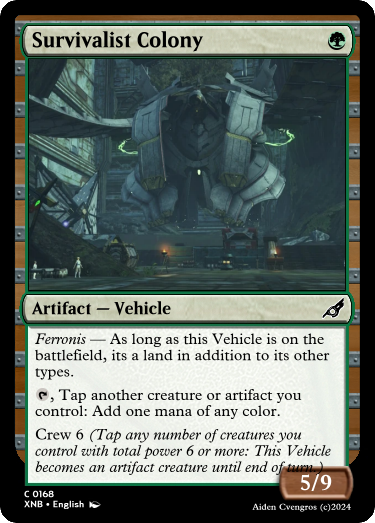 Survivalist Colony
Artifact — Vehicle
Ferronis — As long as this Vehicle is on the
battlefield, its a land in addition to its other
types.
, Tap another creature or artifact you
control: Add one mana of any color.
Crew 6 (Tap any number of creatures you
control with total power 6 or more: This Vehicle
becomes an artifact creature until end of turn.)
5/9
C 0168
XNB • English
Aiden Cvengros (c)2024